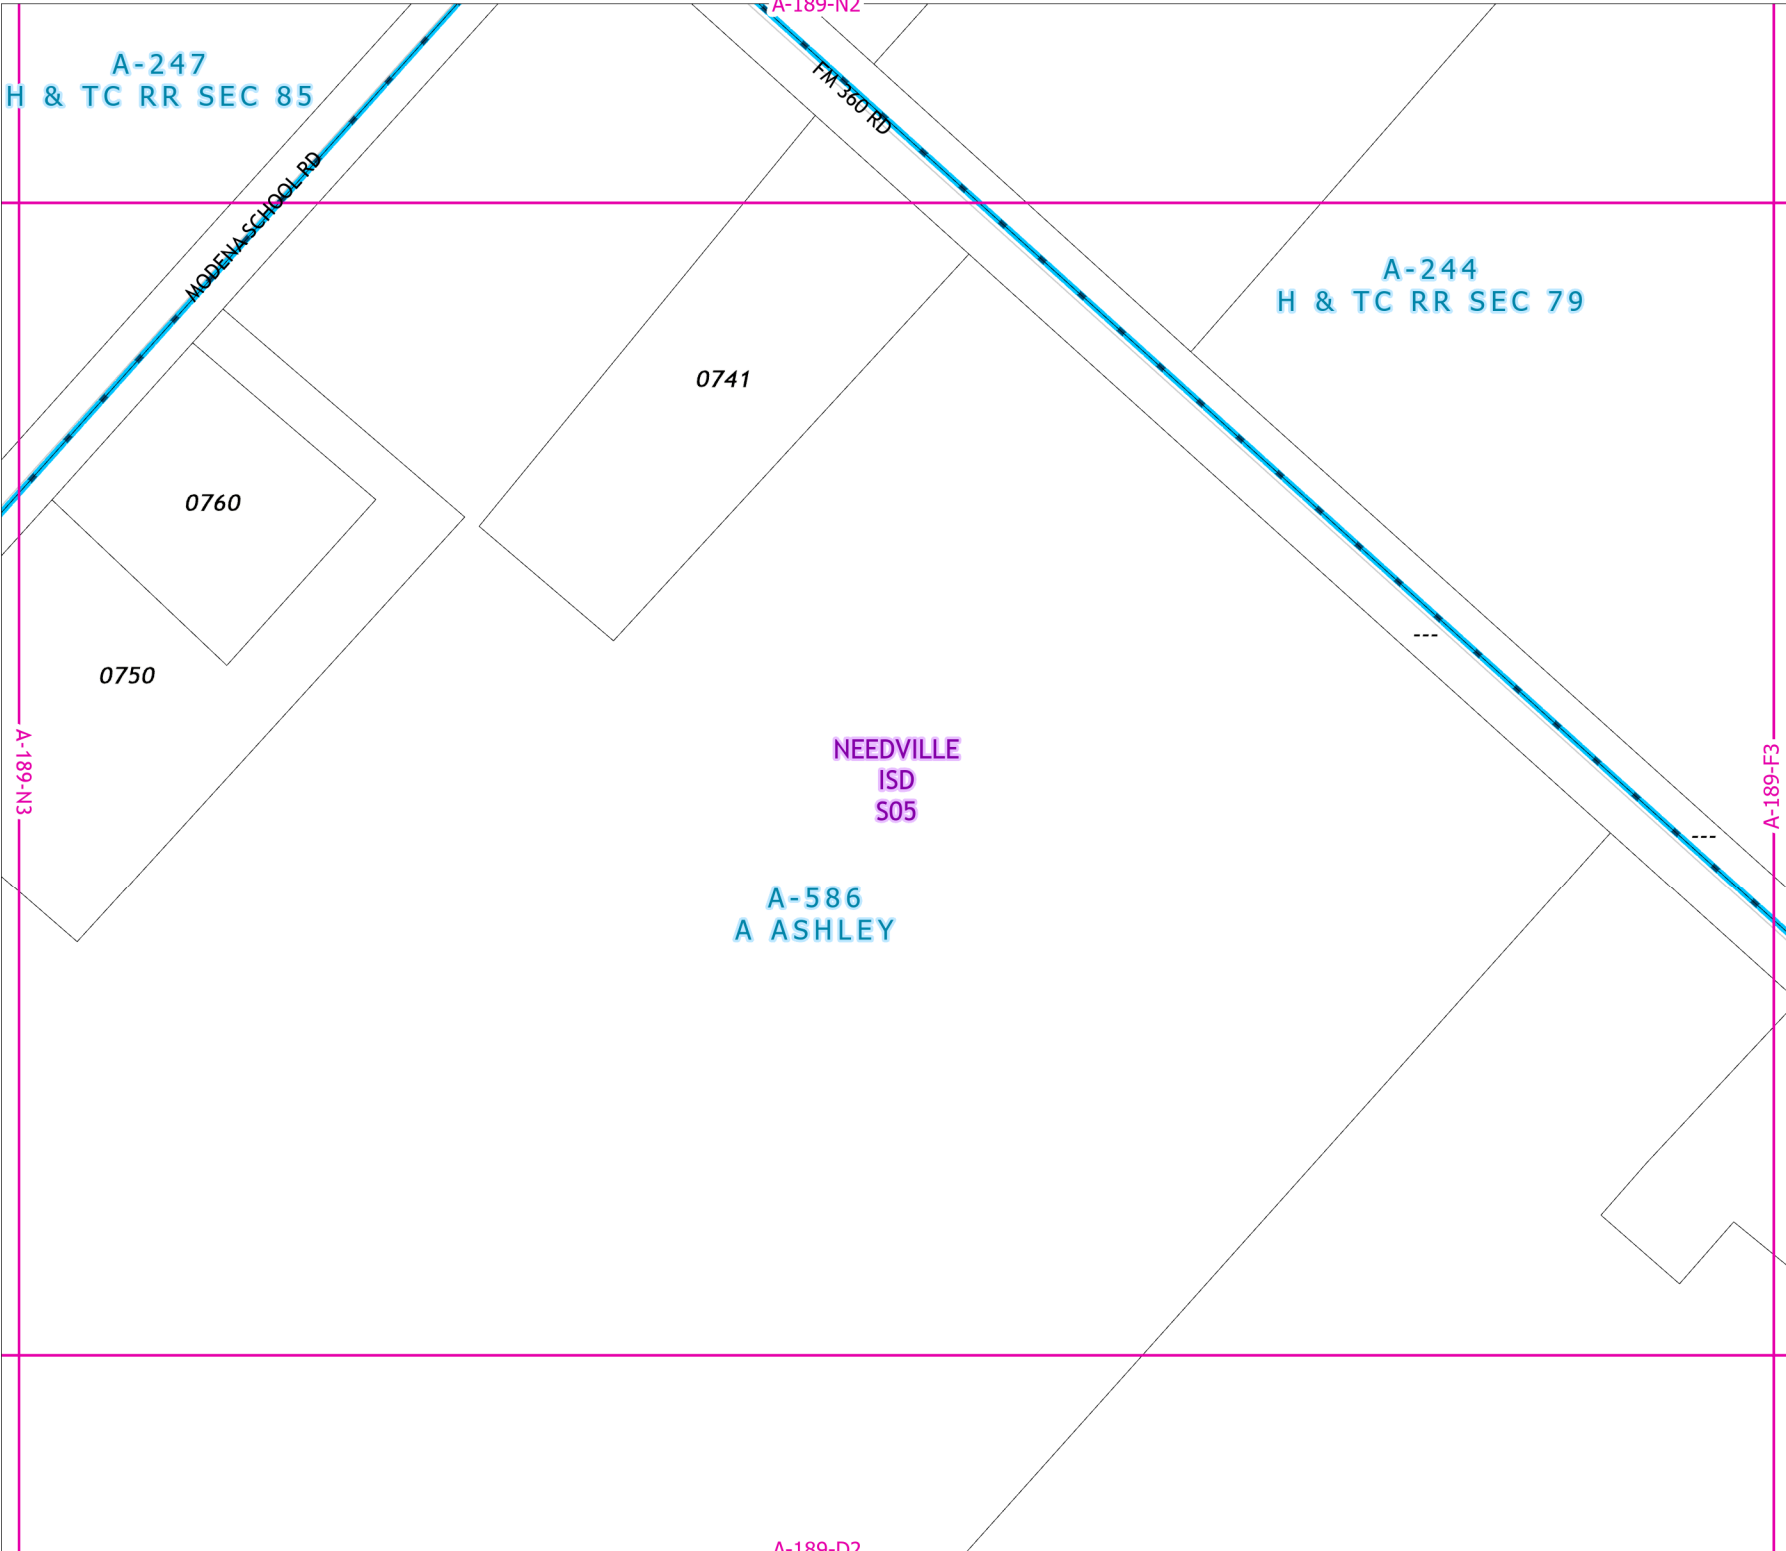 A-189-N2
A-247
H & TC RR SEC 85
FM 360 RD
MODENA SCHOOL RD
A-244
H & TC RR SEC 79
0741
0760
---
0750
NEEDVILLE
ISD
S05
A-189-N3
A-189-F3
---
A-586
A ASHLEY
A-189-D2